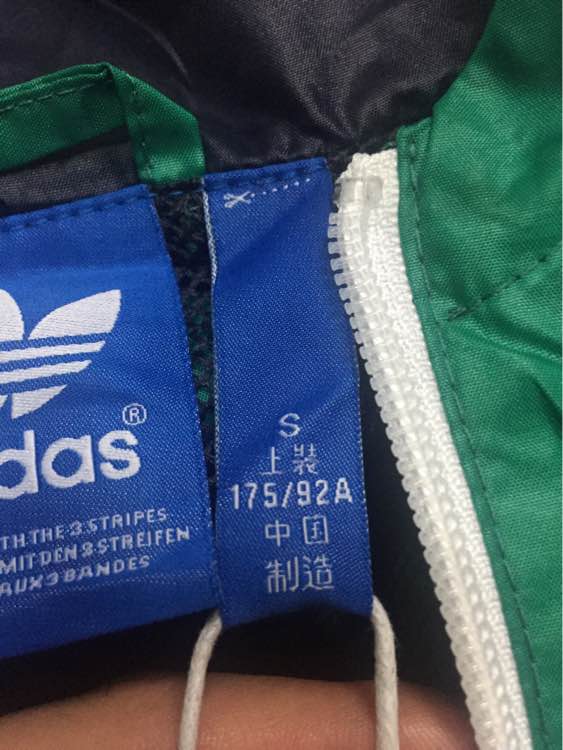 das®
TH THE 3 STRIPES
MIT DEN 3 STREIFEN
AUX 3 BANDES
S
上裝
175/92A
中国
制造